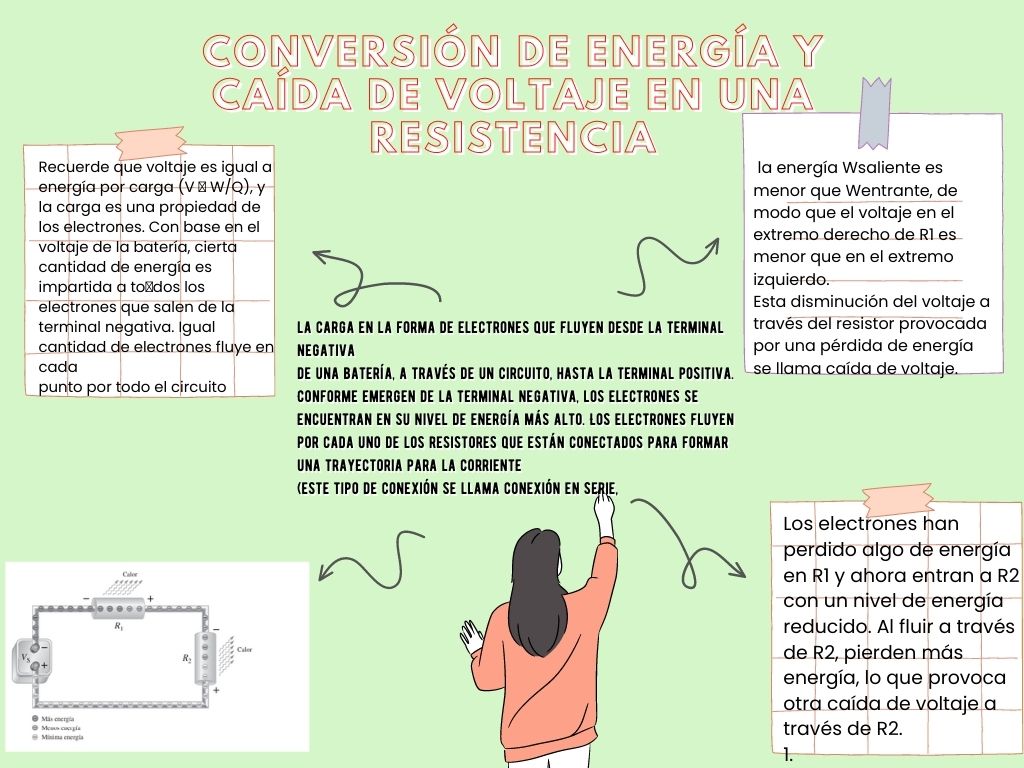 CONVERSIÓN DE ENERGÍA Y
CAÍDA DE VOLTAJE EN UNA
RESISTENCIA
Recuerde que voltaje es igual a
energía por carga (V W/Q), y
la carga es una propiedad de
los electrones. Con base en el
voltaje de la batería, cierta
cantidad de energía es
impartida a to dos los
electrones que salen de la
terminal negativa. Igual
cantidad de electrones fluye en
cada
punto por todo el circuito
la energía Wsaliente es
menor que Wentrante, de
modo que el voltaje en el
extremo derecho de R1 es
menor que en el extremo
izquierdo.
Esta disminución del voltaje a
través del resistor provocada
por una pérdida de energía
se llama caída de voltaje.
LA CARGA EN LA FORMA DE ELECTRONES QUE FLUYEN DESDE LA TERMINAL
NEGATIVA
DE UNA BATERÍA, A TRAVÉS DE UN CIRCUITO, HASTA LA TERMINAL POSITIVA.
CONFORME EMERGEN DE LA TERMINAL NEGATIVA, LOS ELECTRONES SE
ENCUENTRAN EN SU NIVEL DE ENERGÍA MÁS ALTO. LOS ELECTRONES FLUYEN
POR CADA UNO DE LOS RESISTORES QUE ESTÁN CONECTADOS PARA FORMAR
UNA TRAYECTORIA PARA LA CORRIENTE
(ESTE TIPO DE CONEXIÓN SE LLAMA CONEXIÓN EN SERIE,
Calor
− +
R1
−
R2 Calor
+
VS − +
Más energía
Menos energía
Mínima energía
Los electrones han
perdido algo de energía
en R1 y ahora entran a R2
con un nivel de energía
reducido. Al fluir a través
de R2, pierden más
energía, lo que provoca
otra caída de voltaje a
través de R2.
1.